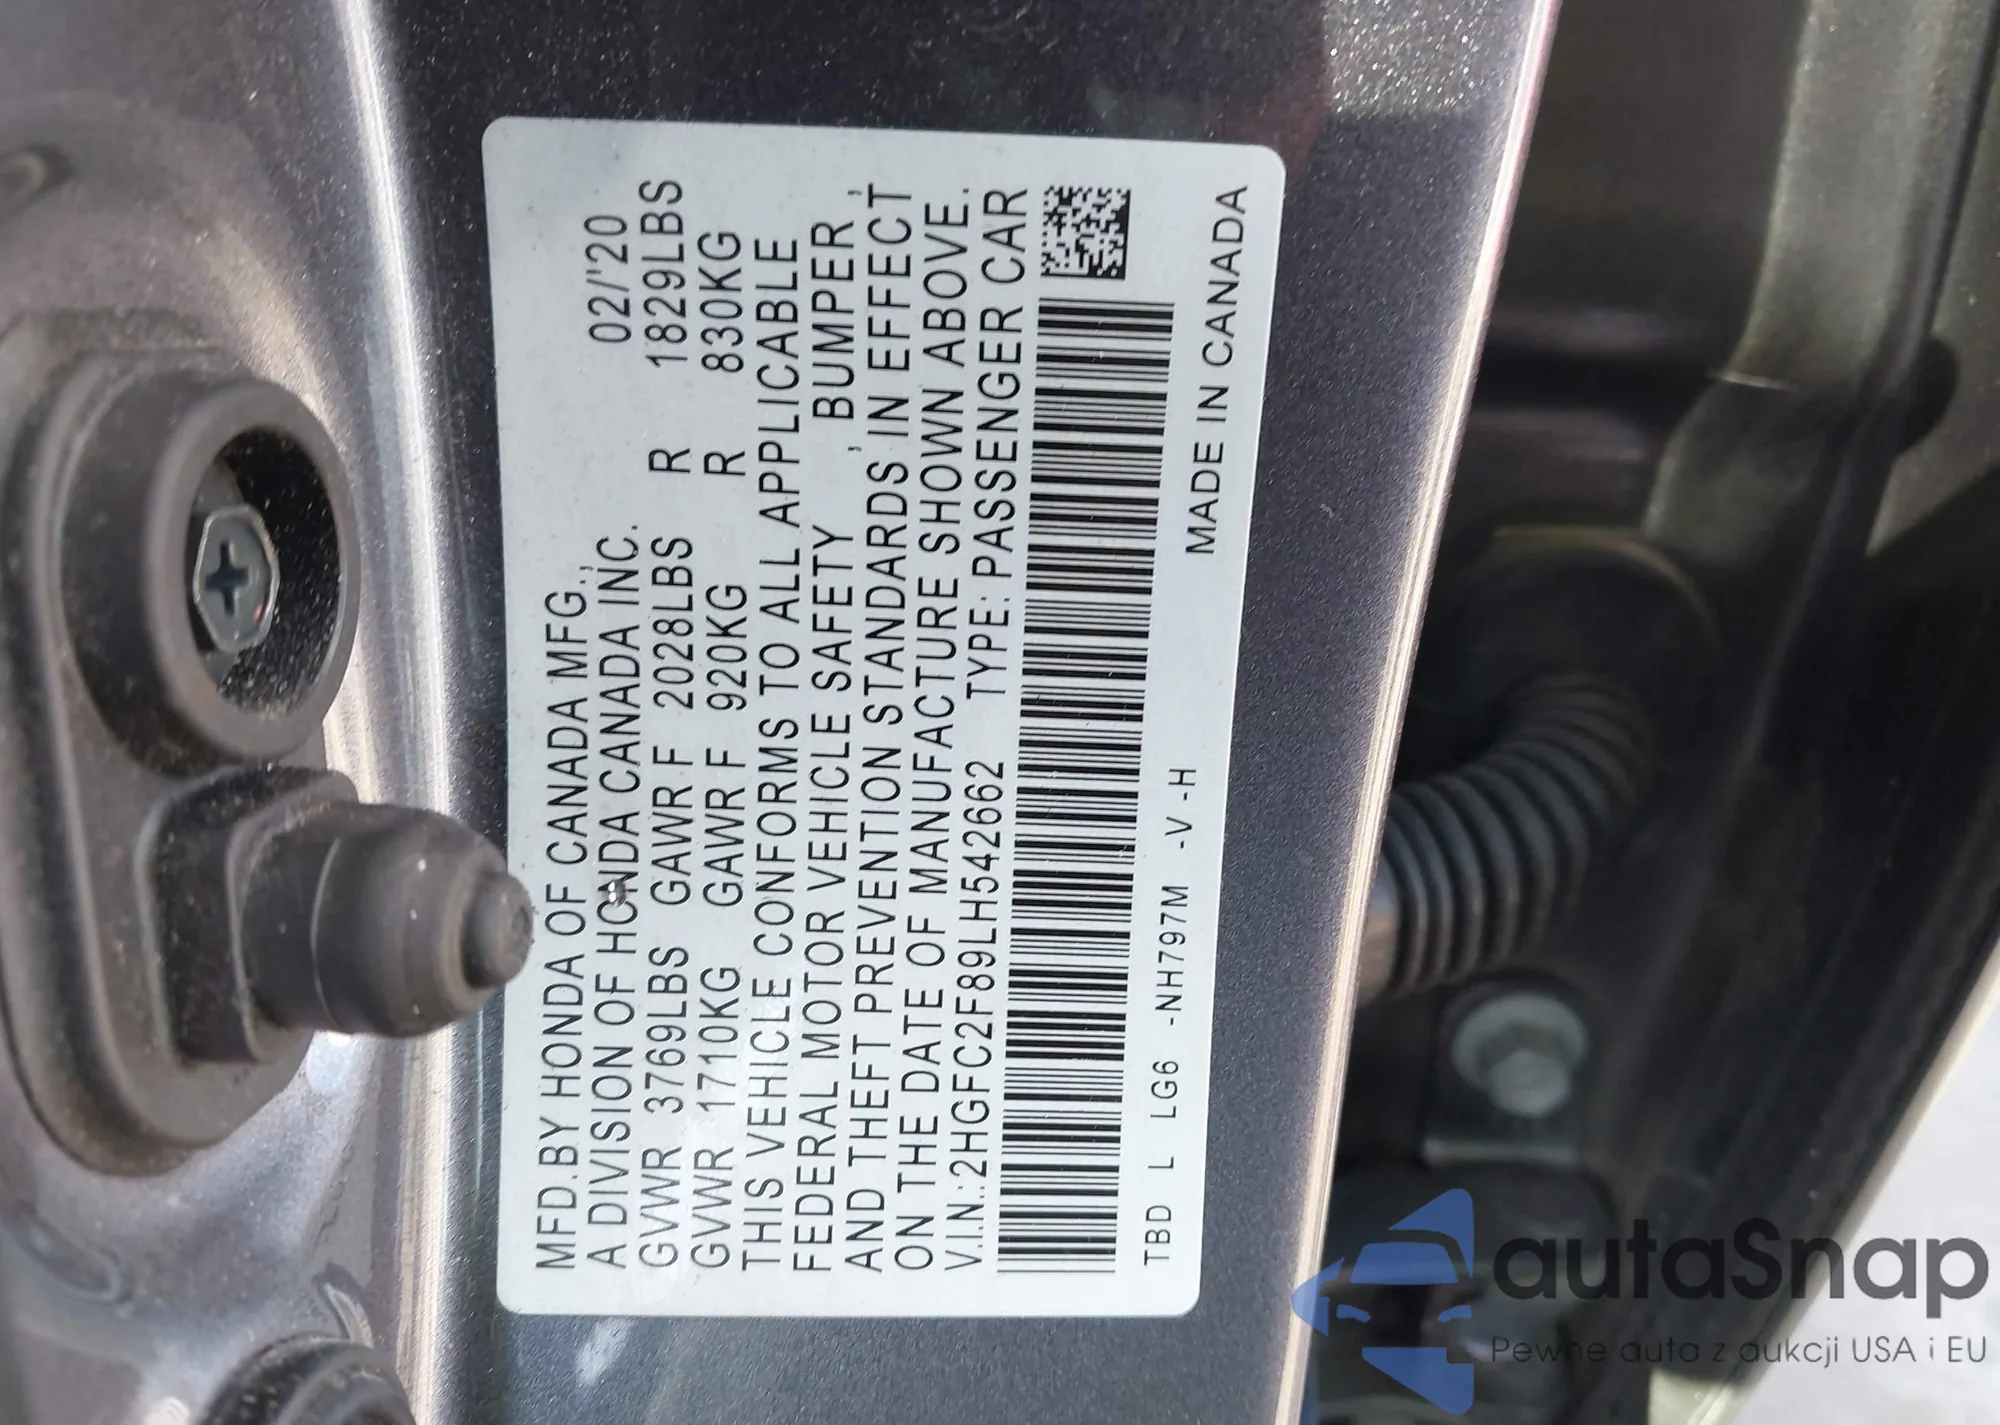 MFD.BY HONDA OF CANADA MFG., 02/'20
A DIVISION OF HONDA CANADA INC.
GVWR 3769LBS GAWR F 2028LBS R 1829LBS
GVWR 1710KG GAWR F 920KG R 830KG
THIS VEHICLE CONFORMS TO ALL APPLICABLE
FEDERAL MOTOR VEHICLE SAFETY , BUMPER ,
AND THEFT PREVENTION STANDARDS IN EFFECT
ON THE DATE OF MANUFACTURE SHOWN ABOVE.
V.I.N.:2HGFC2F89LH542662 TYPE: PASSENGER CAR
TBD L LG6 -NH797M -V -H MADE IN CANADA
autaSnap
Pewne auta z aukcji USA i EU